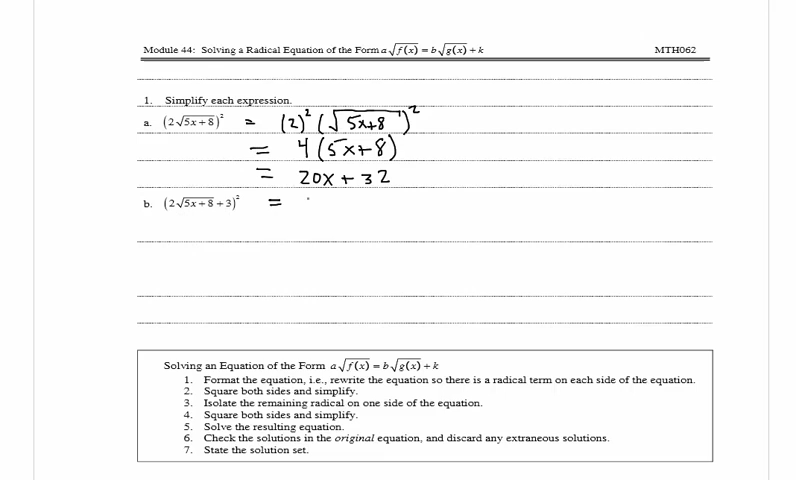 Module 44: Solving a Radical Equation of the Form a√f(x) = b√g(x) + k MTH062
1. Simplify each expression.
a. (2√5x+8)² = (2)² (√5x+8)²
= 4(5x+8)
= 20x + 32
b. (2√5x+8 + 3)² =
Solving an Equation of the Form a√f(x) = b√g(x) + k
1. Format the equation, i.e., rewrite the equation so there is a radical term on each side of the equation.
2. Square both sides and simplify.
3. Isolate the remaining radical on one side of the equation.
4. Square both sides and simplify.
5. Solve the resulting equation.
6. Check the solutions in the original equation, and discard any extraneous solutions.
7. State the solution set.